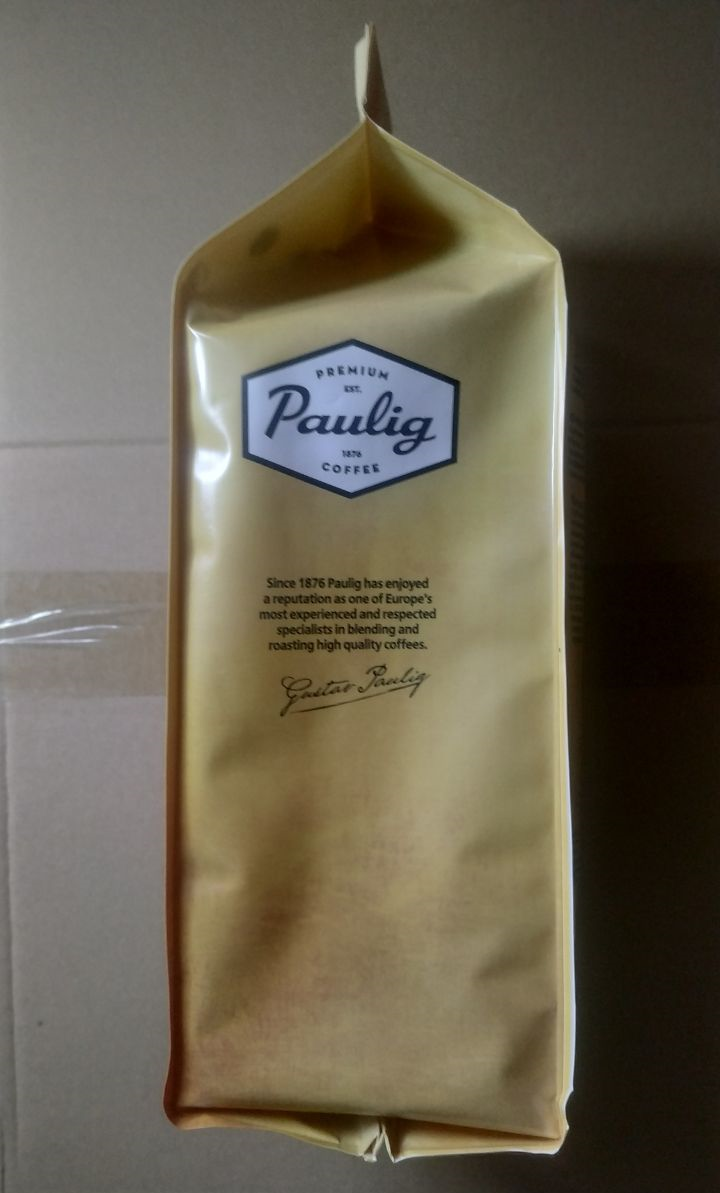 PREMIUM
EST.
Paulig
1876
COFFEE
Since 1876 Paulig has enjoyed
a reputation as one of Europe's
most experienced and respected
specialists in blending and
roasting high quality coffees.
Gustav Paulig